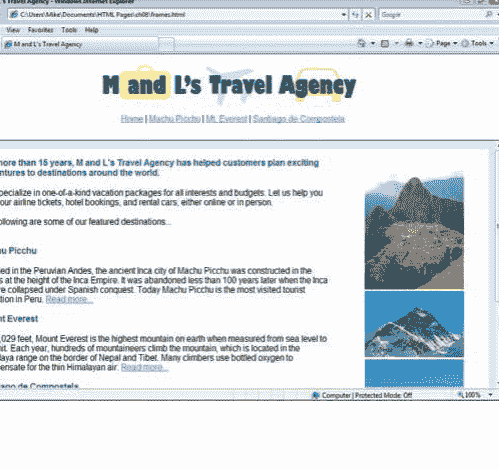 s Travel Agency - Windows Internet Explorer
C:\Users\Mike\Documents\HTML Pages\ch08\frames.html
Google
View Favorites Tools Help
M and L's Travel Agency
Page Tools
M and L's Travel Agency
Home | Machu Picchu | Mt. Everest | Santiago de Compostela
more than 15 years, M and L's Travel Agency has helped customers plan exciting
entures to destinations around the world.
pecialize in one-of-a-kind vacation packages for all interests and budgets. Let us help you
our airline tickets, hotel bookings, and rental cars, either online or in person.
ollowing are some of our featured destinations...
hu Picchu
ed in the Peruvian Andes, the ancient Inca city of Machu Picchu was constructed in the
s at the height of the Inca Empire. It was abandoned less than 100 years later when the Inca
re collapsed under Spanish conquest. Today Machu Picchu is the most visited tourist
tion in Peru. Read more...
nt Everest
,029 feet, Mount Everest is the highest mountain on earth when measured from sea level to
it. Each year, hundreds of mountaineers climb the mountain, which is located in the
laya range on the border of Nepal and Tibet. Many climbers use bottled oxygen to
ensate for the thin Himalayan air. Read more...
ago de Compostela
Computer | Protected Mode: Off
100%